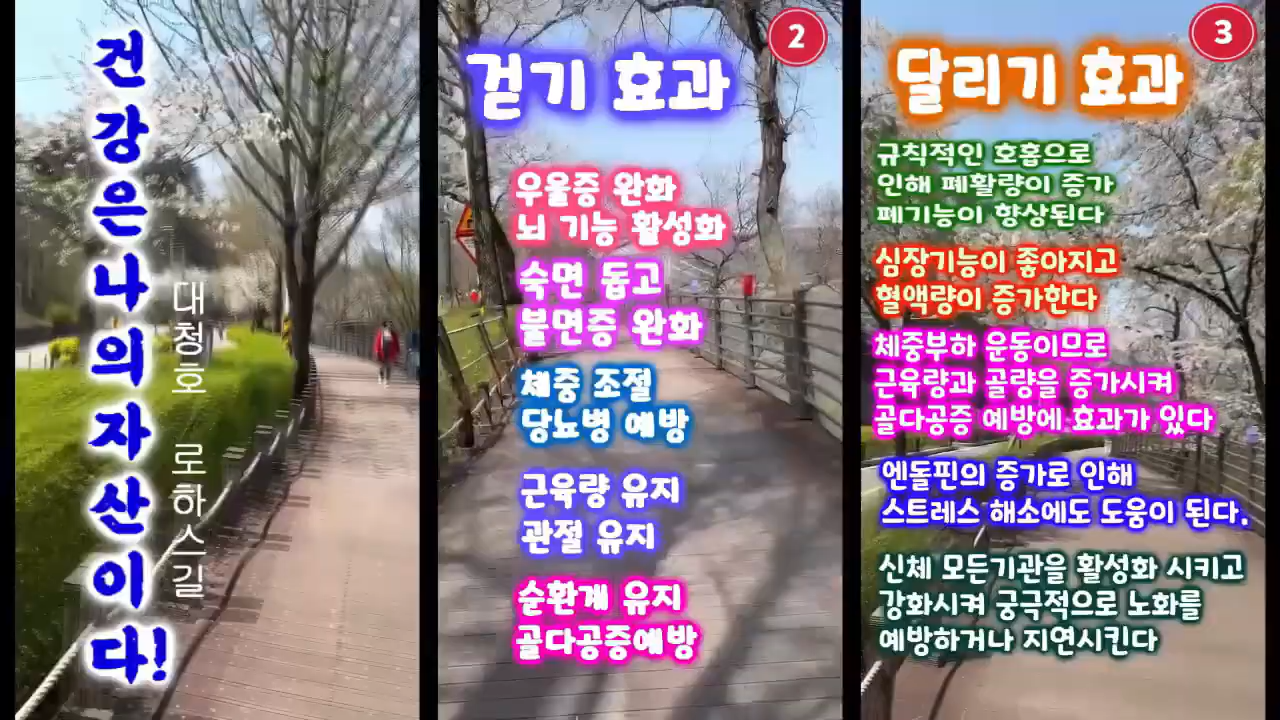 건강은나의자산이다!
대청호 로하스길
2
걷기 효과
우울증 완화
뇌 기능 활성화
숙면 돕고
불면증 완화
체중 조절
당뇨병 예방
근육량 유지
관절 유지
순환계 유지
골다공증예방
3
달리기 효과
규칙적인 호흡으로
인해 폐활량이 증가
폐기능이 향상된다
심장기능이 좋아지고
혈액량이 증가한다
체중부하 운동이므로
근육량과 골량을 증가시켜
골다공증 예방에 효과가 있다
엔돌핀의 증가로 인해
스트레스 해소에도 도움이 된다.
신체 모든기관을 활성화 시키고
강화시켜 궁극적으로 노화를
예방하거나 지연시킨다